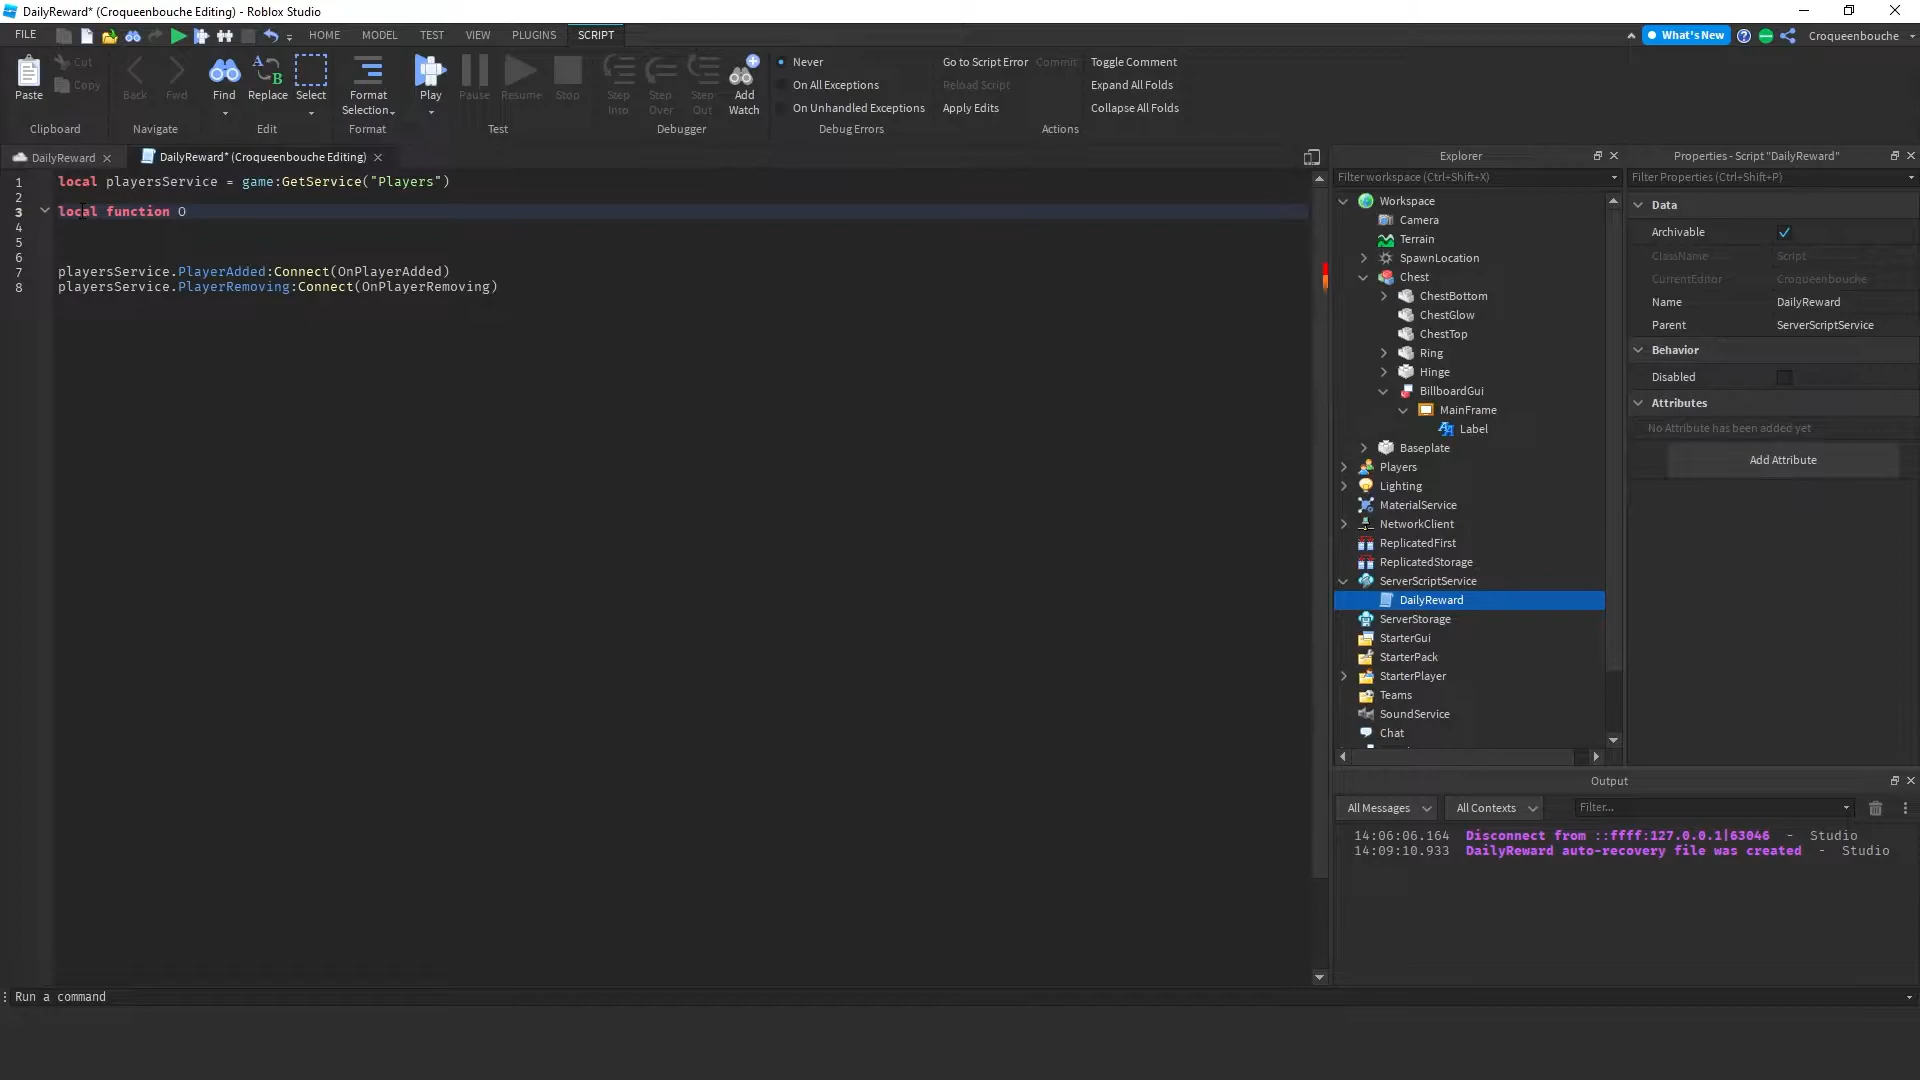 DailyReward* (Croqueenbouche Editing) - Roblox Studio
FILE HOME MODEL TEST VIEW PLUGINS SCRIPT What's New Croqueenbouche
Paste Cut Copy
Clipboard
Back Fwd
Navigate
Find Replace Select
Edit
Format Selection
Format
Play Pause Resume Stop
Test
Step Into Step Over Step Out Add Watch
Debugger
Never
On All Exceptions
On Unhandled Exceptions
Debug Errors
Go to Script Error Commit Toggle Comment
Reload Script Expand All Folds
Apply Edits Collapse All Folds
Actions
DailyReward DailyReward* (Croqueenbouche Editing)
1 local playersService = game:GetService("Players")
2
3 local function O
4
5
6
7 playersService.PlayerAdded:Connect(OnPlayerAdded)
8 playersService.PlayerRemoving:Connect(OnPlayerRemoving)
Explorer
Filter workspace (Ctrl+Shift+X)
Workspace
Camera
Terrain
SpawnLocation
Chest
ChestBottom
ChestGlow
ChestTop
Ring
Hinge
BillboardGui
MainFrame
Label
Baseplate
Players
Lighting
MaterialService
NetworkClient
ReplicatedFirst
ReplicatedStorage
ServerScriptService
DailyReward
ServerStorage
StarterGui
StarterPack
StarterPlayer
Teams
SoundService
Chat
Properties - Script "DailyReward"
Filter Properties (Ctrl+Shift+P)
Data
Archivable
ClassName Script
CurrentEditor Croqueenbouche
Name DailyReward
Parent ServerScriptService
Behavior
Disabled
Attributes
No Attribute has been added yet
Add Attribute
Output
All Messages All Contexts Filter...
14:06:06.164 Disconnect from ::ffff:127.0.0.1|63046 - Studio
14:09:10.933 DailyReward auto-recovery file was created - Studio
Run a command